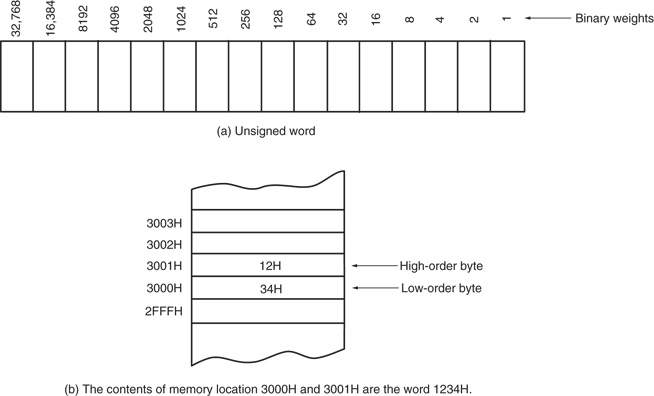 32,768 16,384 8192 4096 2048 1024 512 256 128 64 32 16 8 4 2 1 Binary weights
(a) Unsigned word
3003H
3002H
3001H 12H High-order byte
3000H 34H Low-order byte
2FFFH
(b) The contents of memory location 3000H and 3001H are the word 1234H.